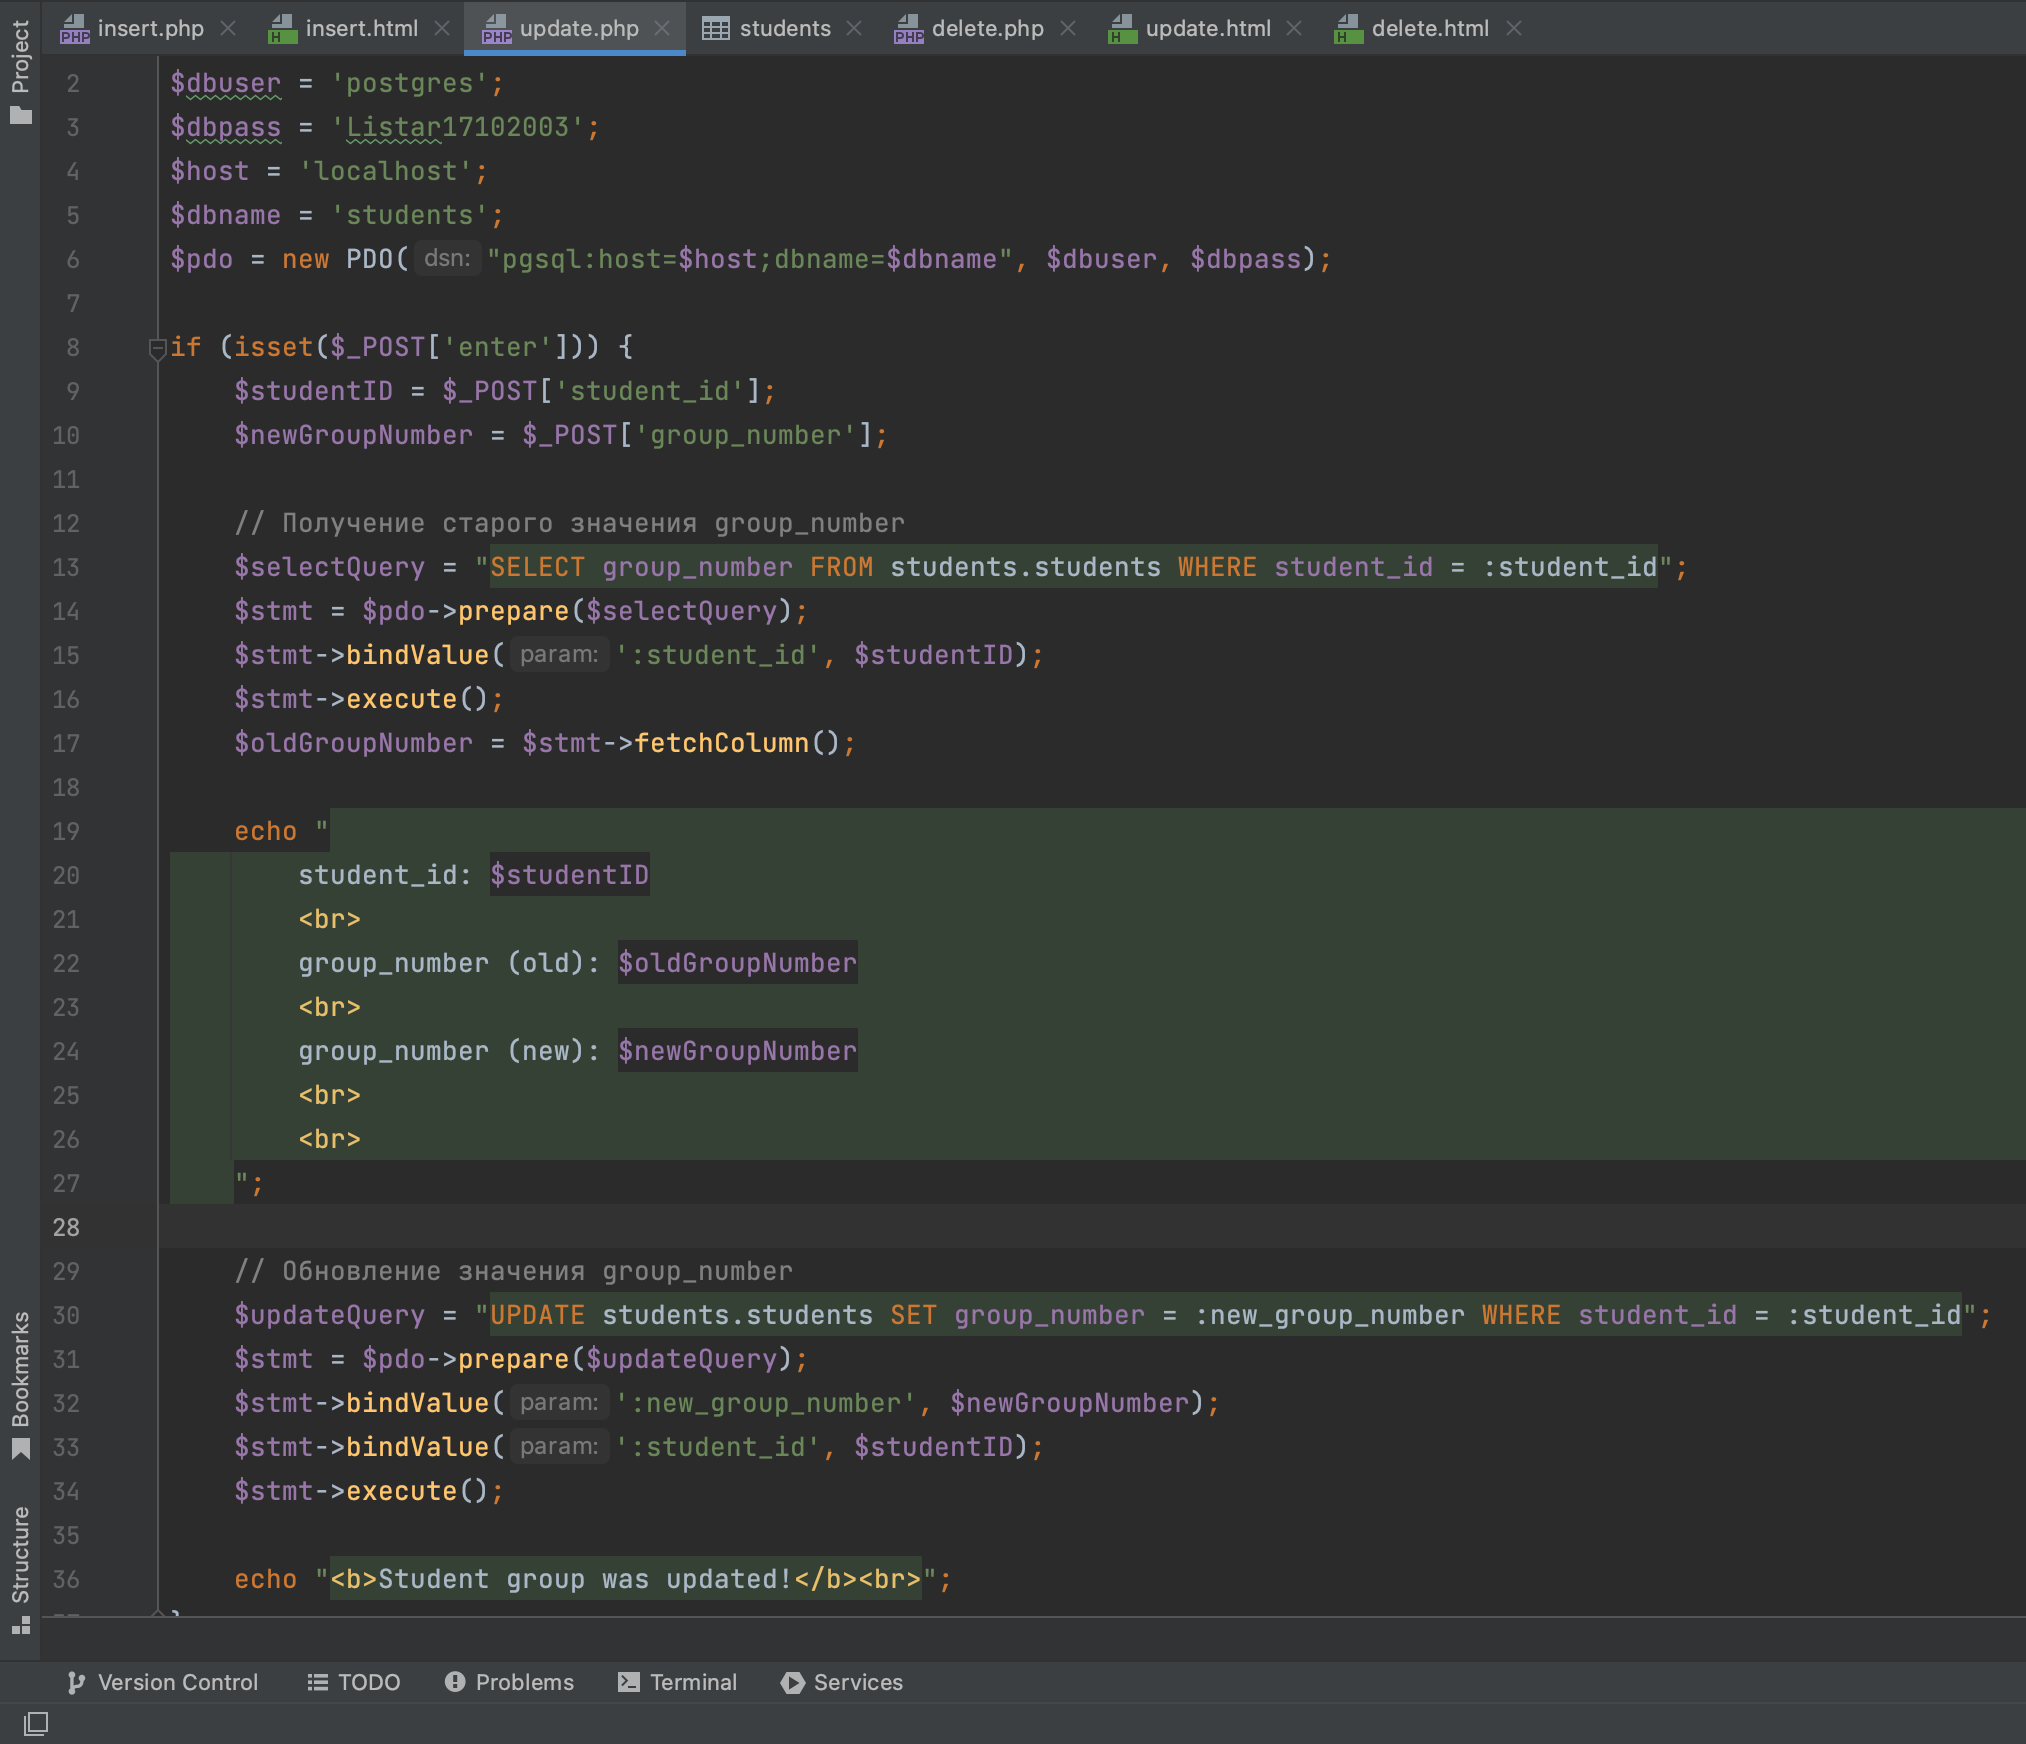 Project
insert.php
insert.html
update.php
students
delete.php
update.html
delete.html
2 $dbuser = 'postgres';
3 $dbpass = 'Listar17102003';
4 $host = 'localhost';
5 $dbname = 'students';
6 $pdo = new PDO( dsn: "pgsql:host=$host;dbname=$dbname", $dbuser, $dbpass);
7
8 if (isset($_POST['enter'])) {
9 $studentID = $_POST['student_id'];
10 $newGroupNumber = $_POST['group_number'];
11
12 // Получение старого значения group_number
13 $selectQuery = "SELECT group_number FROM students.students WHERE student_id = :student_id";
14 $stmt = $pdo->prepare($selectQuery);
15 $stmt->bindValue( param: ':student_id', $studentID);
16 $stmt->execute();
17 $oldGroupNumber = $stmt->fetchColumn();
18
19 echo "
20 student_id: $studentID
21 <br>
22 group_number (old): $oldGroupNumber
23 <br>
24 group_number (new): $newGroupNumber
25 <br>
26 <br>
27 ";
28
29 // Обновление значения group_number
30 $updateQuery = "UPDATE students.students SET group_number = :new_group_number WHERE student_id = :student_id";
31 $stmt = $pdo->prepare($updateQuery);
32 $stmt->bindValue( param: ':new_group_number', $newGroupNumber);
33 $stmt->bindValue( param: ':student_id', $studentID);
34 $stmt->execute();
35
36 echo "<b>Student group was updated!</b><br>";
Bookmarks
Structure
Version Control
TODO
Problems
Terminal
Services